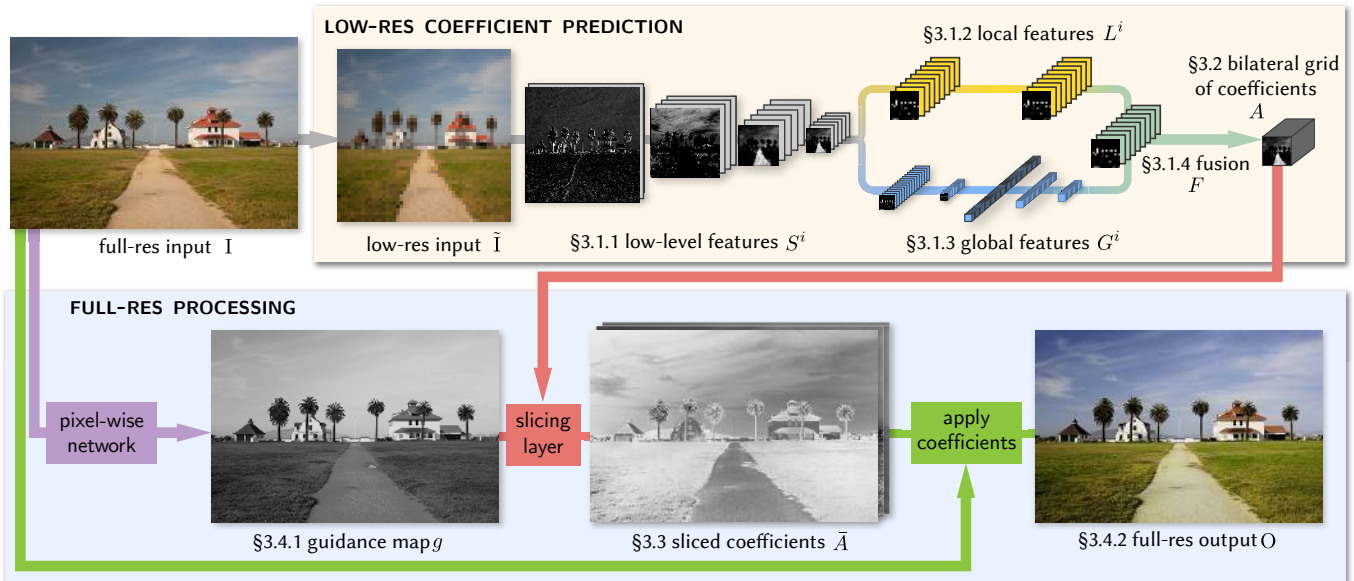 LOW-RES COEFFICIENT PREDICTION
§3.1.2 local features Lⁱ
§3.2 bilateral grid
of coefficients
A
§3.1.4 fusion
F
full-res input I
low-res input Ĩ
§3.1.1 low-level features Sⁱ
§3.1.3 global features Gⁱ
FULL-RES PROCESSING
pixel-wise
network
slicing
layer
apply
coefficients
§3.4.1 guidance map g
§3.3 sliced coefficients Ā
§3.4.2 full-res output O